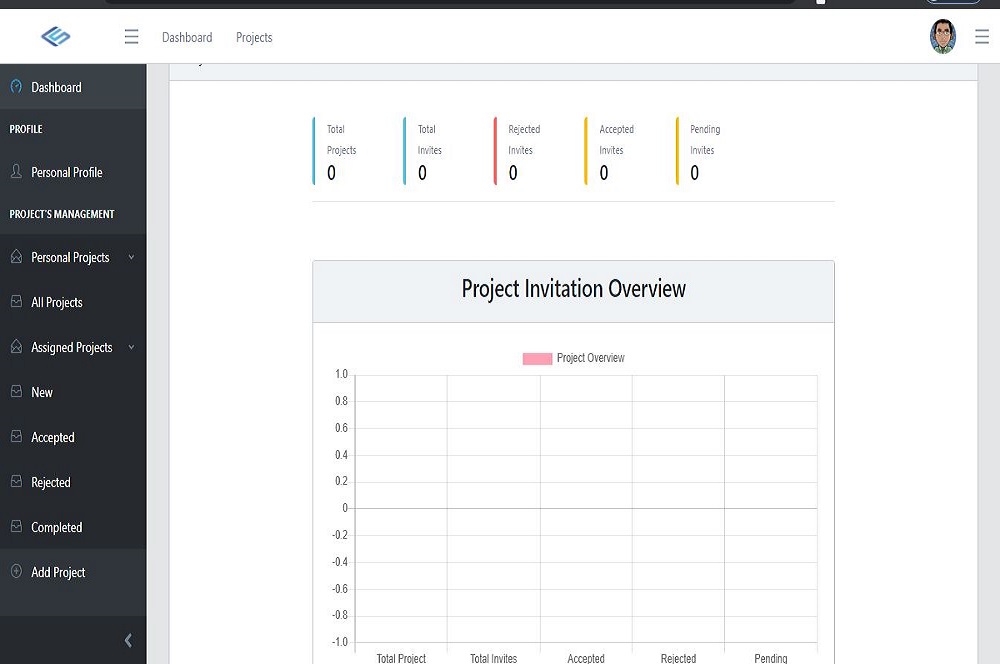 Dashboard
Projects
Dashboard
PROFILE
Personal Profile
PROJECT'S MANAGEMENT
Personal Projects
All Projects
Assigned Projects
New
Accepted
Rejected
Completed
Add Project
Total
Projects
0
Total
Invites
0
Rejected
Invites
0
Accepted
Invites
0
Pending
Invites
0
Project Invitation Overview
Project Overview
1.0
0.8
0.6
0.4
0.2
0
-0.2
-0.4
-0.6
-0.8
-1.0
Total Project
Total Invites
Accepted
Rejected
Pending